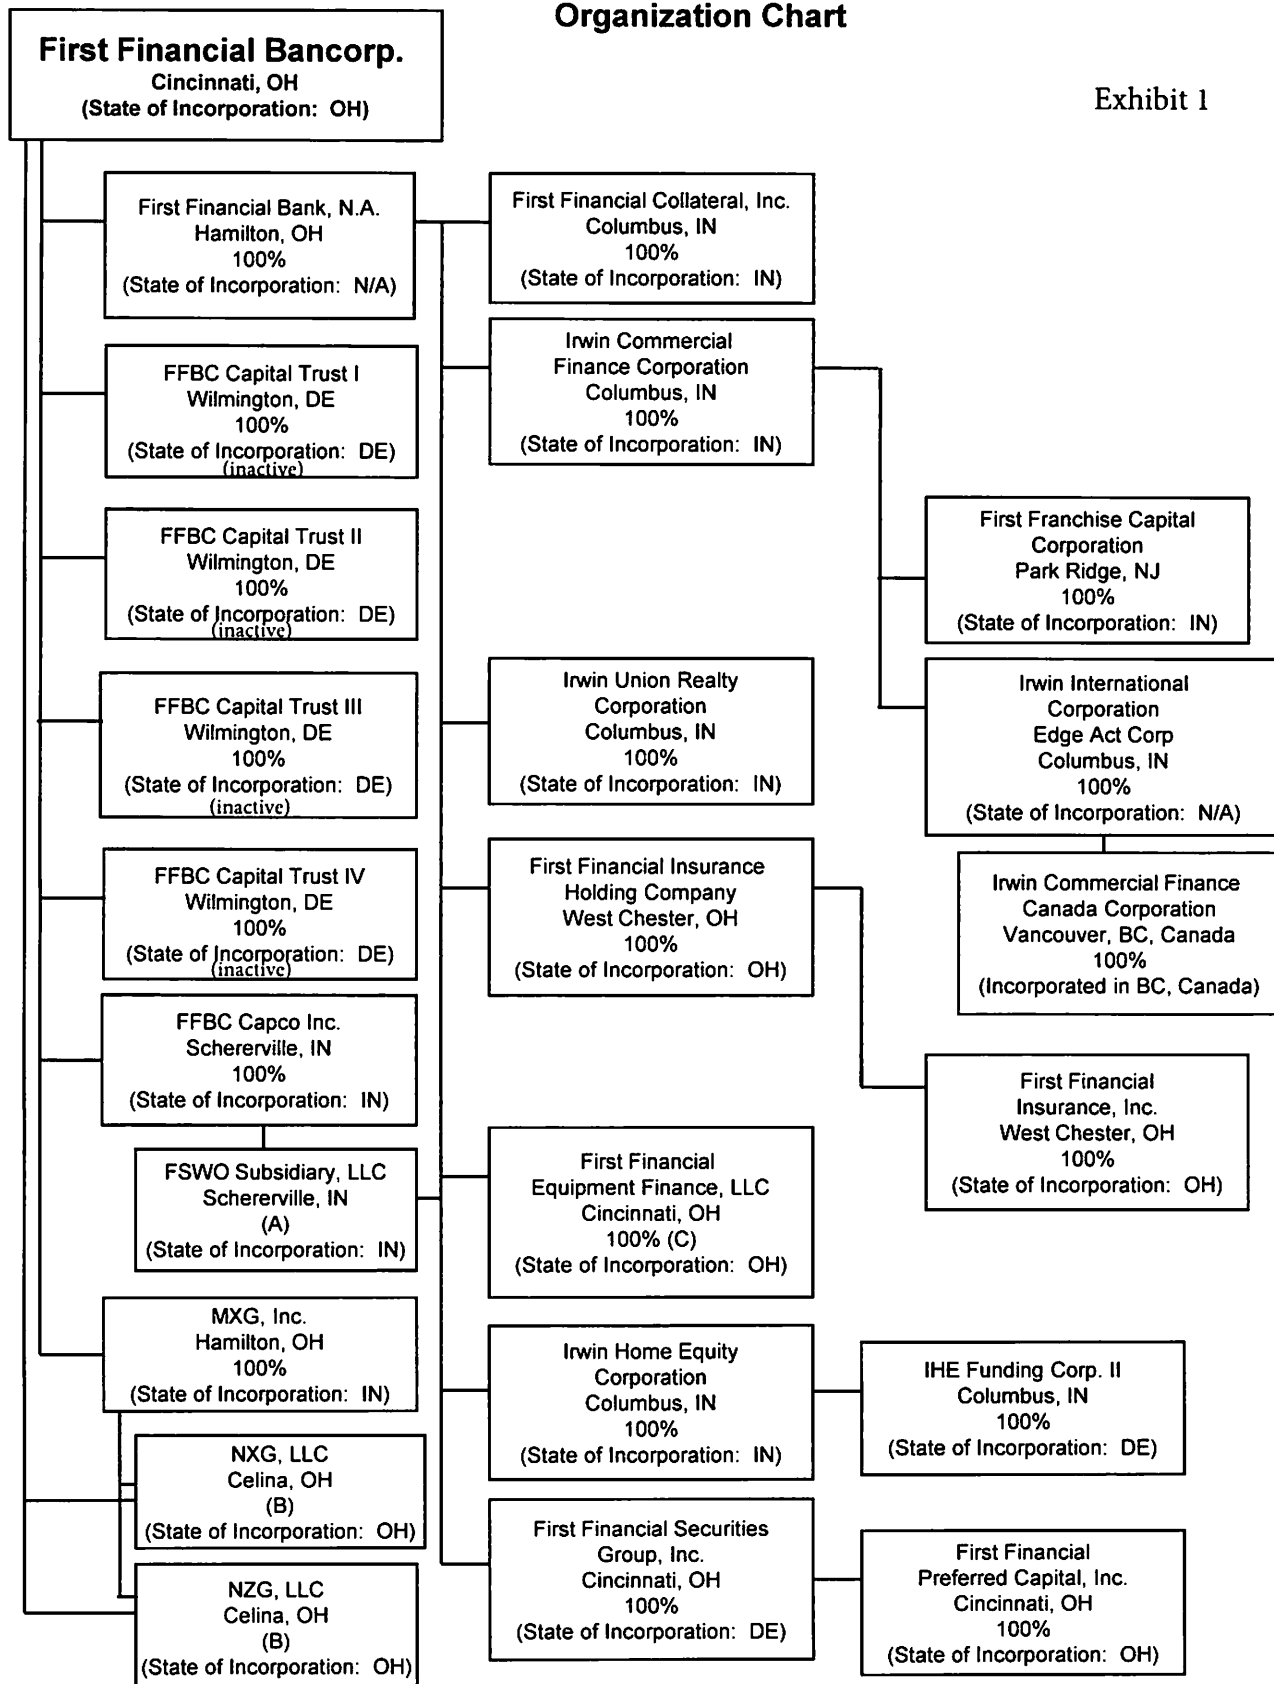 Organization Chart
First Financial Bancorp.
Cincinnati, OH
(State of Incorporation: OH)
Exhibit 1
First Financial Bank, N.A.
Hamilton, OH
100%
(State of Incorporation: N/A)
FFBC Capital Trust I
Wilmington, DE
100%
(State of Incorporation: DE)
(inactive)
FFBC Capital Trust II
Wilmington, DE
100%
(State of Incorporation: DE)
(inactive)
FFBC Capital Trust III
Wilmington, DE
100%
(State of Incorporation: DE)
(inactive)
FFBC Capital Trust IV
Wilmington, DE
100%
(State of Incorporation: DE)
(inactive)
FFBC Capco Inc.
Schererville, IN
100%
(State of Incorporation: IN)
FSWO Subsidiary, LLC
Schererville, IN
(A)
(State of Incorporation: IN)
MXG, Inc.
Hamilton, OH
100%
(State of Incorporation: IN)
NXG, LLC
Celina, OH
(B)
(State of Incorporation: OH)
NZG, LLC
Celina, OH
(B)
(State of Incorporation: OH)
First Financial Collateral, Inc.
Columbus, IN
100%
(State of Incorporation: IN)
Irwin Commercial
Finance Corporation
Columbus, IN
100%
(State of Incorporation: IN)
Irwin Union Realty
Corporation
Columbus, IN
100%
(State of Incorporation: IN)
First Financial Insurance
Holding Company
West Chester, OH
100%
(State of Incorporation: OH)
First Financial
Equipment Finance, LLC
Cincinnati, OH
100% (C)
(State of Incorporation: OH)
Irwin Home Equity
Corporation
Columbus, IN
100%
(State of Incorporation: IN)
First Financial Securities
Group, Inc.
Cincinnati, OH
100%
(State of Incorporation: DE)
First Franchise Capital
Corporation
Park Ridge, NJ
100%
(State of Incorporation: IN)
Irwin International
Corporation
Edge Act Corp
Columbus, IN
100%
(State of Incorporation: N/A)
Irwin Commercial Finance
Canada Corporation
Vancouver, BC, Canada
100%
(Incorporated in BC, Canada)
First Financial
Insurance, Inc.
West Chester, OH
100%
(State of Incorporation: OH)
IHE Funding Corp. II
Columbus, IN
100%
(State of Incorporation: DE)
First Financial
Preferred Capital, Inc.
Cincinnati, OH
100%
(State of Incorporation: OH)